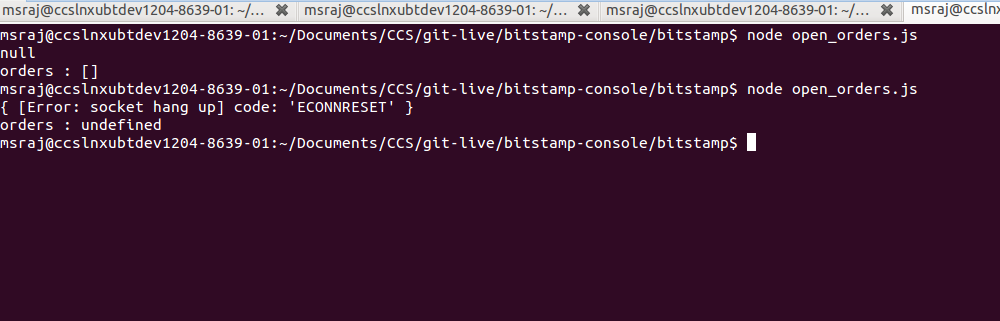 msraj@ccslnxubtdev1204-8639-01: ~/... ✖ msraj@ccslnxubtdev1204-8639-01: ~/... ✖ msraj@ccslnxubtdev1204-8639-01: ~/... ✖ msraj@ccslnx
msraj@ccslnxubtdev1204-8639-01:~/Documents/CCS/git-live/bitstamp-console/bitstamp$ node open_orders.js
null
orders : []
msraj@ccslnxubtdev1204-8639-01:~/Documents/CCS/git-live/bitstamp-console/bitstamp$ node open_orders.js
{ [Error: socket hang up] code: 'ECONNRESET' }
orders : undefined
msraj@ccslnxubtdev1204-8639-01:~/Documents/CCS/git-live/bitstamp-console/bitstamp$